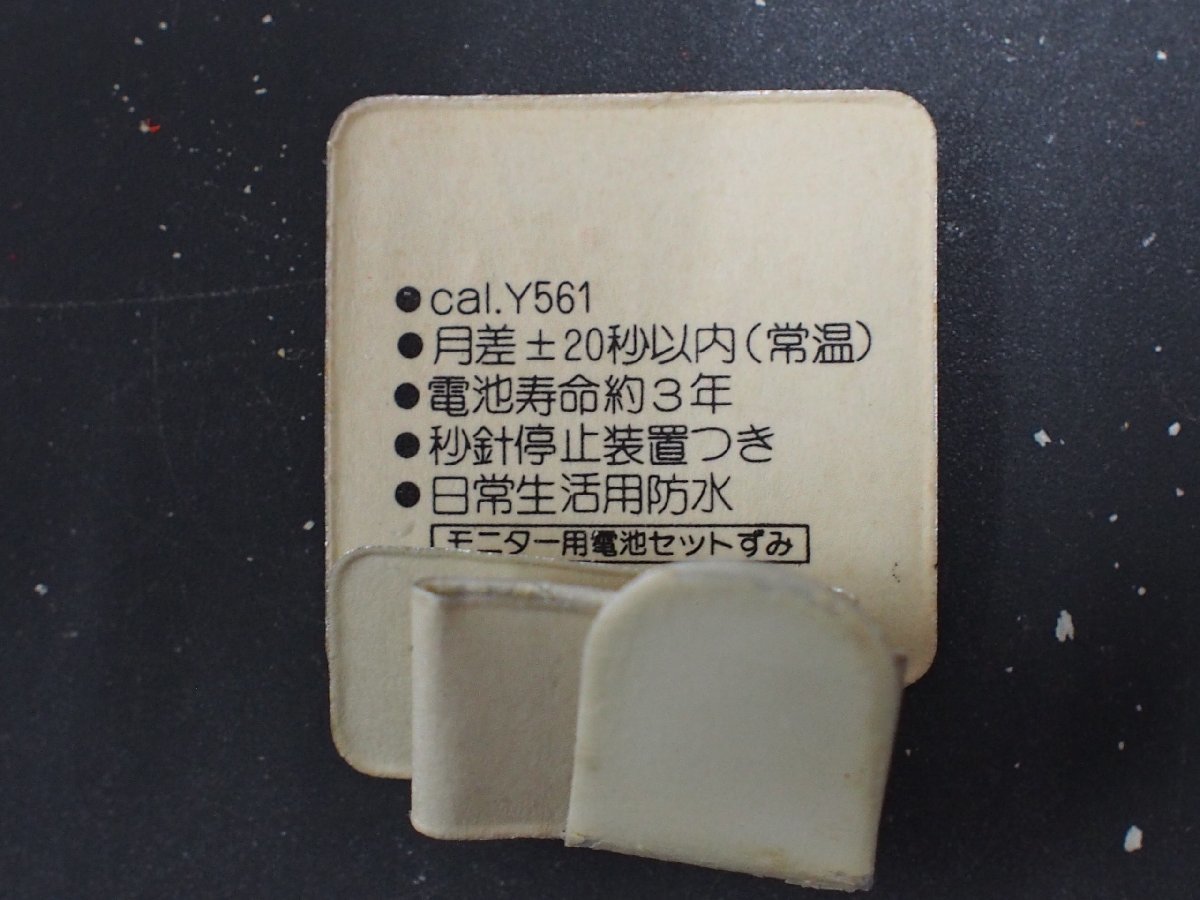 ●cal.Y561
●月差±20秒以内(常温)
●電池寿命約3年
●秒針停止装置つき
●日常生活用防水
モニター用電池セットずみ